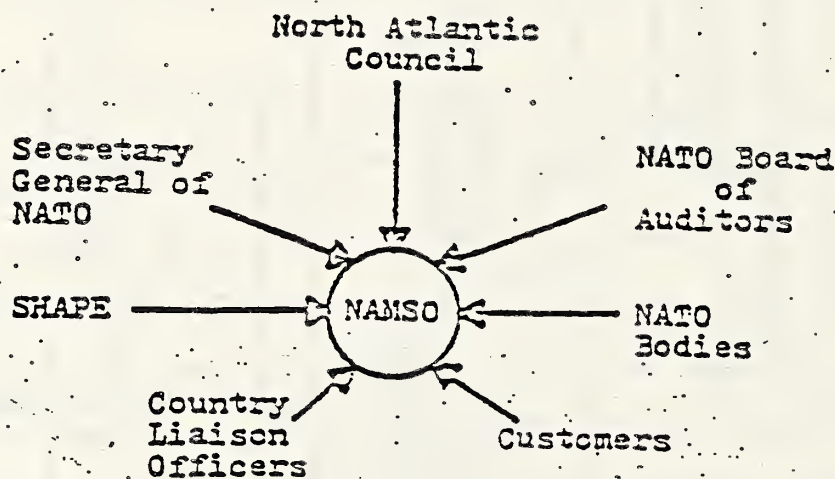 North Atlantic
Council
Secretary
General of
NATO
NATO Board
of
Auditors
SHAPE
NAMSO
NATO
Bodies
Country
Liaison
Officers
Customers